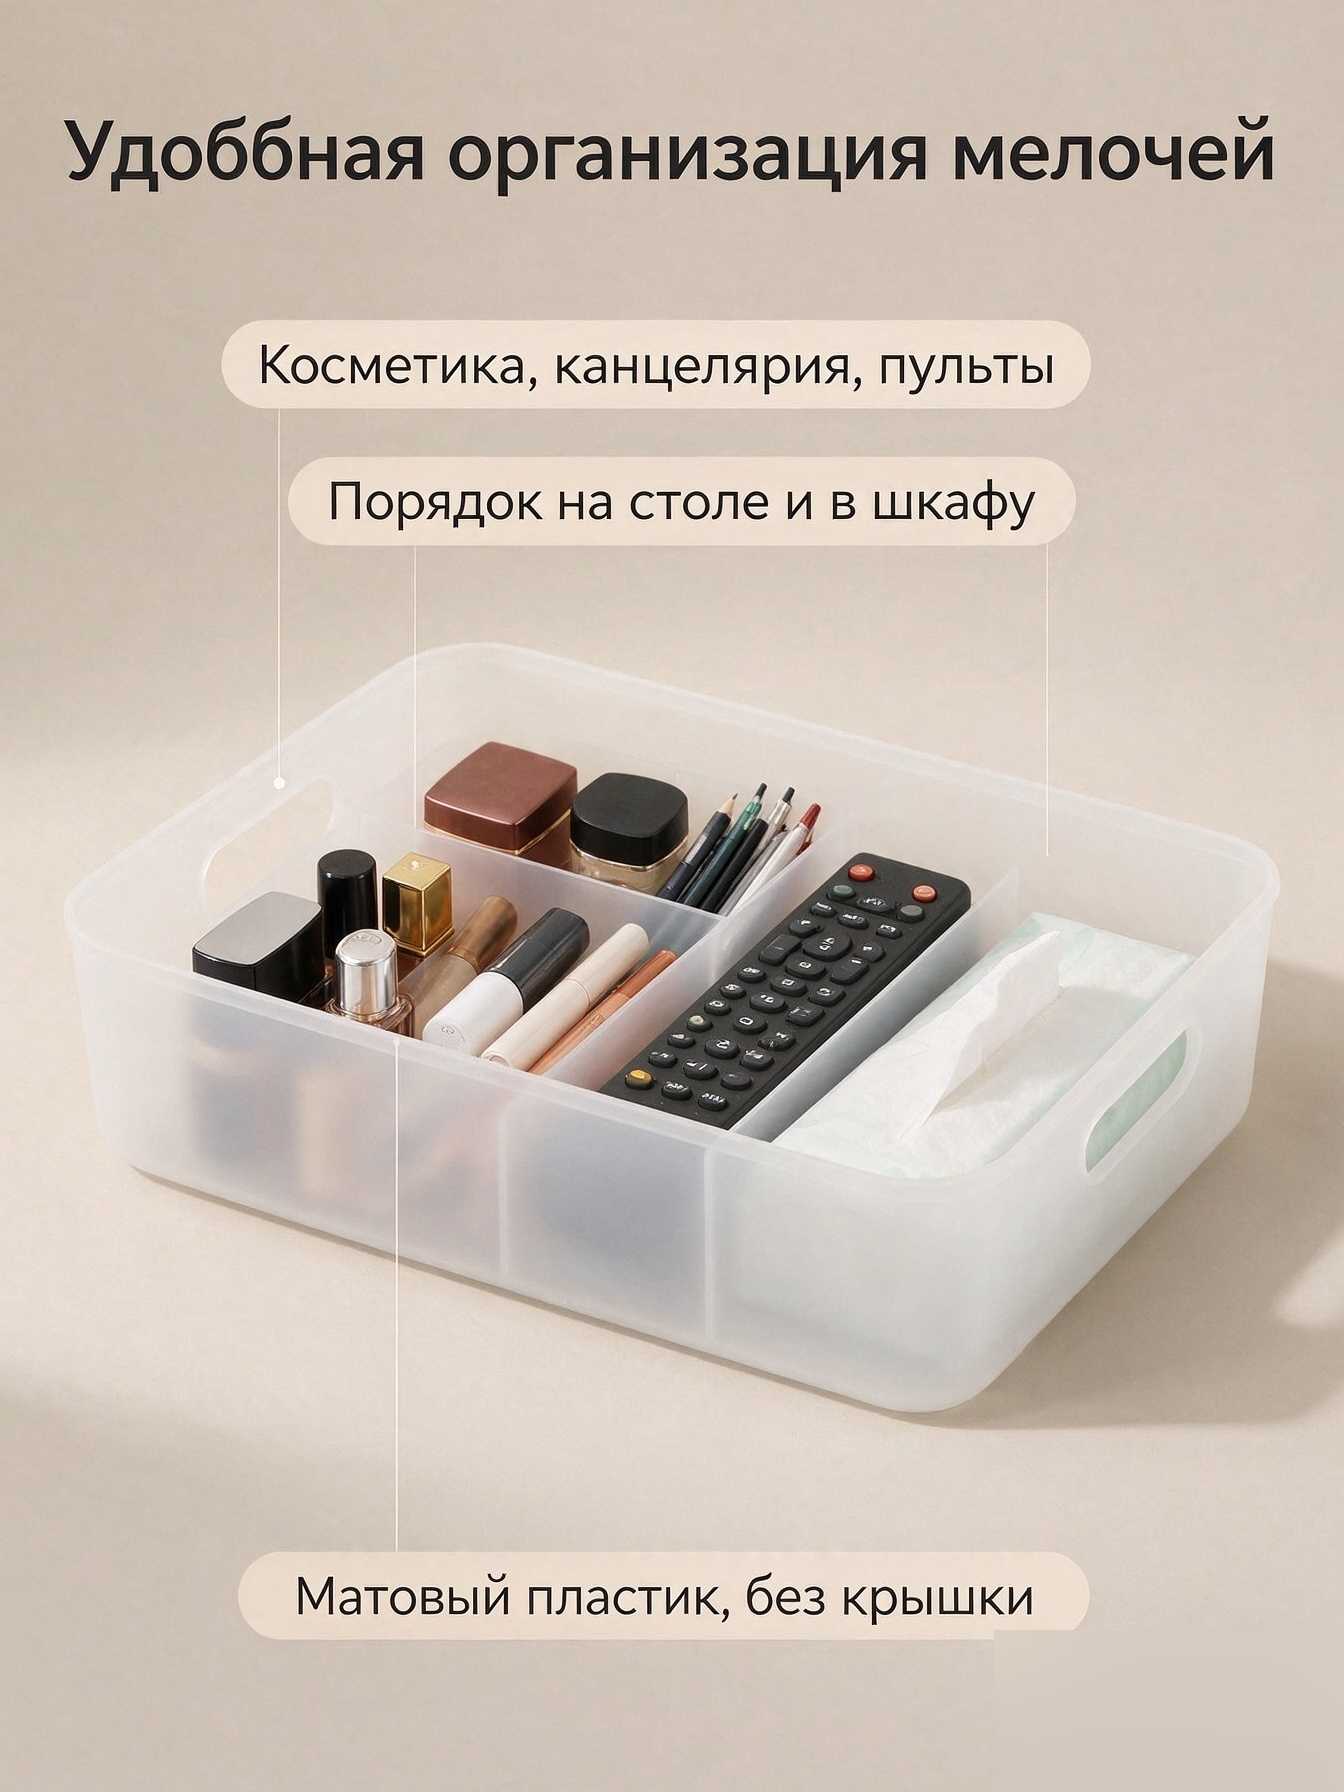 Удоббная организация мелочей
Косметика, канцелярия, пульты
Порядок на столе и в шкафу
Матовый пластик, без крышки